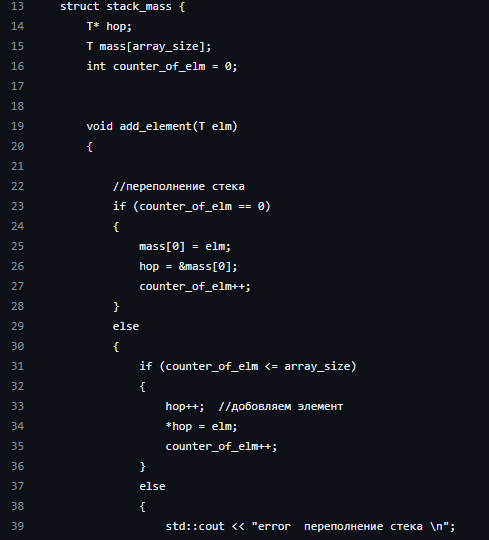 13 struct stack_mass {
14 T* hop;
15 T mass[array_size];
16 int counter_of_elm = 0;
17
18
19 void add_element(T elm)
20 {
21
22 //переполнение стека
23 if (counter_of_elm == 0)
24 {
25 mass[0] = elm;
26 hop = &mass[0];
27 counter_of_elm++;
28 }
29 else
30 {
31 if (counter_of_elm <= array_size)
32 {
33 hop++;  //добовляем элемент
34 *hop = elm;
35 counter_of_elm++;
36 }
37 else
38 {
39 std::cout << "error  переполнение стека \n";